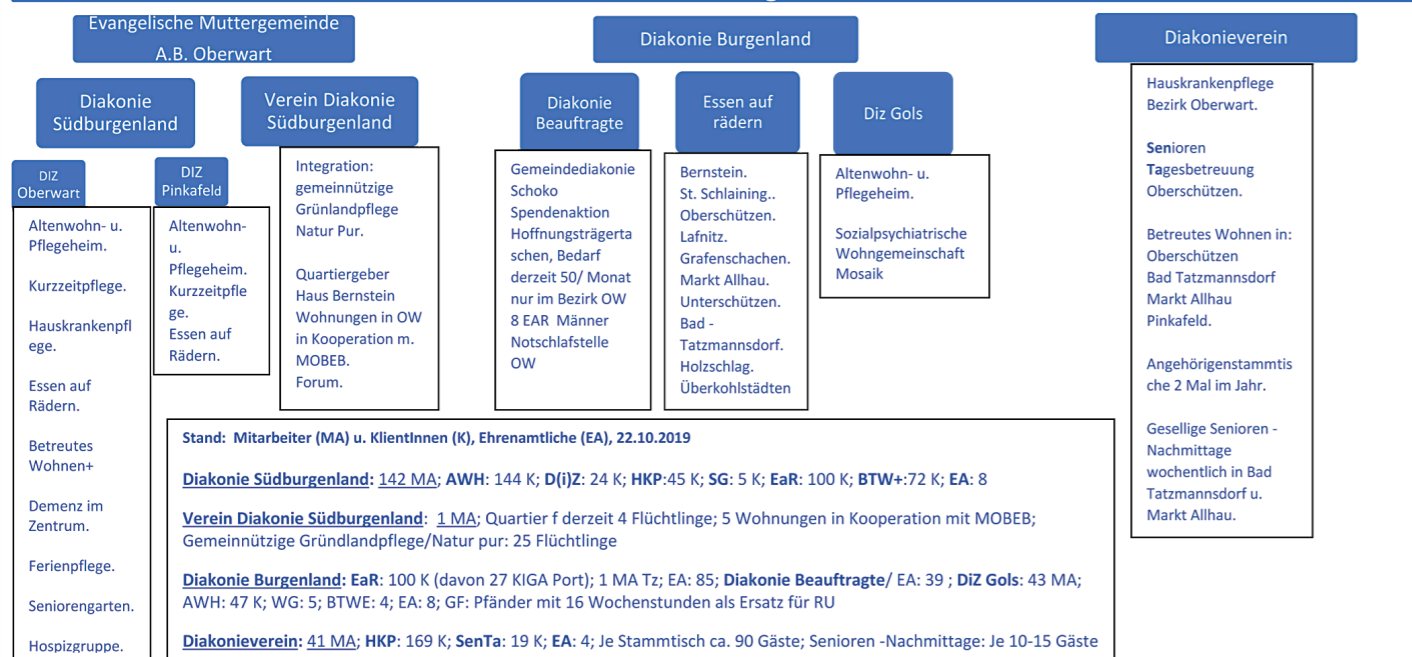 Evangelische Muttergemeinde
A.B. Oberwart
Diakonie
Südburgenland
DIZ
Oberwart
Altenwohn- u.
Pflegeheim.
Kurzzeitpflege.
Hauskrankenpfl
ege.
Essen auf
Rädern.
Betreutes
Wohnen+
Demenz im
Zentrum.
Ferienpflege.
Seniorengarten.
Hospizgruppe.
DIZ
Pinkafeld
Altenwohn-
u.
Pflegeheim.
Kurzzeitpfle
ge.
Essen auf
Rädern.
Verein Diakonie
Südburgenland
Integration:
gemeinnützige
Grünlandpflege
Natur Pur.
Quartiergeber
Haus Bernstein
Wohnungen in OW
in Kooperation m.
MOBEB.
Forum.
Diakonie Burgenland
Diakonie
Beauftragte
Gemeindediakonie
Schoko
Spendenaktion
Hoffnungsträgerta
schen, Bedarf
derzeit 50/ Monat
nur im Bezirk OW
8 EAR Männer
Notschlafstelle
OW
Essen auf
rädern
Bernstein.
St. Schlaining..
Oberschützen.
Lafnitz.
Grafenschachen.
Markt Allhau.
Unterschützen.
Bad -
Tatzmannsdorf.
Holzschlag.
Überkohlstädten
Diz Gols
Altenwohn- u.
Pflegeheim.
Sozialpsychiatrische
Wohngemeinschaft
Mosaik
Diakonieverein
Hauskrankenpflege
Bezirk Oberwart.
Senioren
Tagesbetreuung
Oberschützen.
Betreutes Wohnen in:
Oberschützen
Bad Tatzmannsdorf
Markt Allhau
Pinkafeld.
Angehörigenstammtis
che 2 Mal im Jahr.
Gesellige Senioren -
Nachmittage
wochentlich in Bad
Tatzmannsdorf u.
Markt Allhau.
Stand: Mitarbeiter (MA) u. KlientInnen (K), Ehrenamtliche (EA), 22.10.2019
Diakonie Südburgenland: 142 MA; AWH: 144 K; D(i)Z: 24 K; HKP:45 K; SG: 5 K; EaR: 100 K; BTW+:72 K; EA: 8
Verein Diakonie Südburgenland: 1 MA; Quartier f derzeit 4 Flüchtlinge; 5 Wohnungen in Kooperation mit MOBEB;
Gemeinnützige Gründlandpflege/Natur pur: 25 Flüchtlinge
Diakonie Burgenland: EaR: 100 K (davon 27 KIGA Port); 1 MA Tz; EA: 85; Diakonie Beauftragte/ EA: 39 ; DiZ Gols: 43 MA;
AWH: 47 K; WG: 5; BTWE: 4; EA: 8; GF: Pfänder mit 16 Wochenstunden als Ersatz für RU
Diakonieverein: 41 MA; HKP: 169 K; SenTa: 19 K; EA: 4; Je Stammtisch ca. 90 Gäste; Senioren -Nachmittage: Je 10-15 Gäste